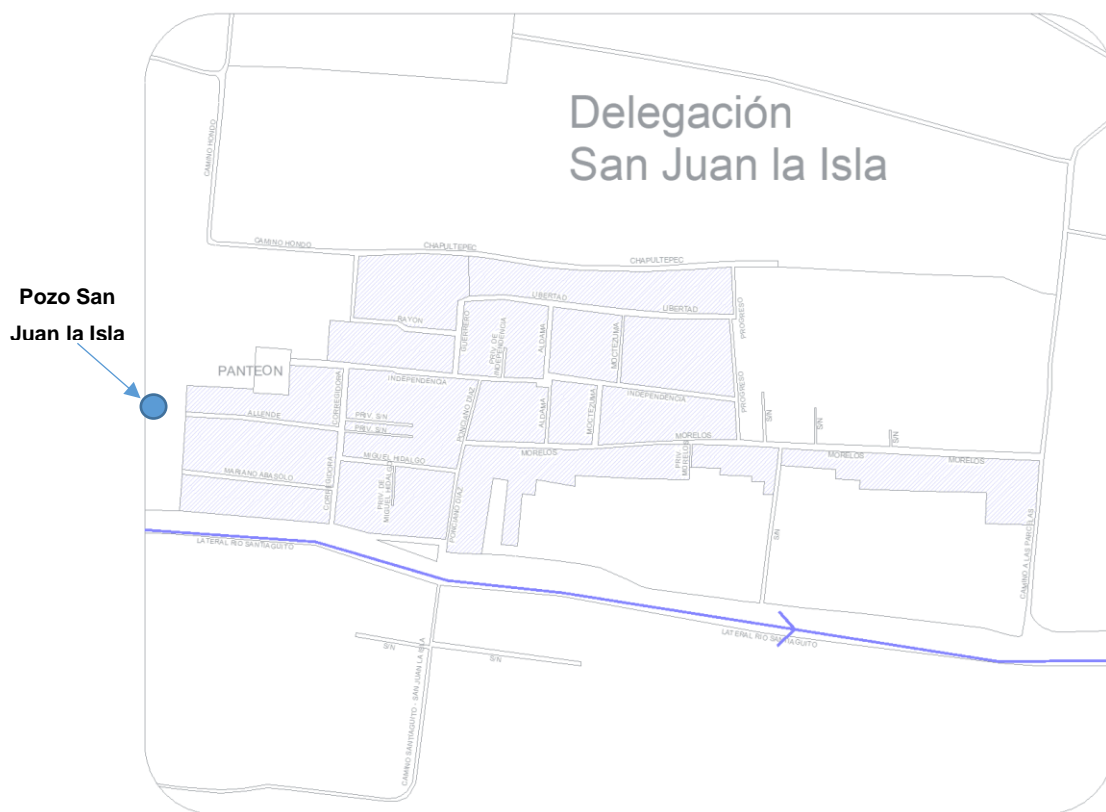 Delegación
San Juan la Isla
CAMINO HONDO
CAMINO HONDO
CHAPULTEPEC
CHAPULTEPEC
Pozo San
Juan la Isla
LIBERTAD
LIBERTAD
RAYON
GUERRERO
PRIV. DE
INDEPENDENCIA
ALDAMA
MOCTEZUMA
PROGRESO
PANTEON
INDEPENDENCIA
INDEPENDENCIA
PROGRESO
ALLENDE
CORREGIDORA
PRIV. S/N
PRIV. S/N
PONCIANO DIAZ
ALDAMA
MOCTEZUMA
S/N
S/N
S/N
MORELOS
MORELOS
MORELOS
MORELOS
MIGUEL HIDALGO
PRIV.
MORELOS
MARIANO ABASOLO
CORREGIDORA
PRIV. DE
MIGUEL HIDALGO
PONCIANO DIAZ
S/N
CAMINO A LAS PARCELAS
LATERAL RIO SANTIAGUITO
LATERAL RIO SANTIAGUITO
S/N
S/N
CAMINO SANTIAGUITO - SAN JUAN LA ISLA